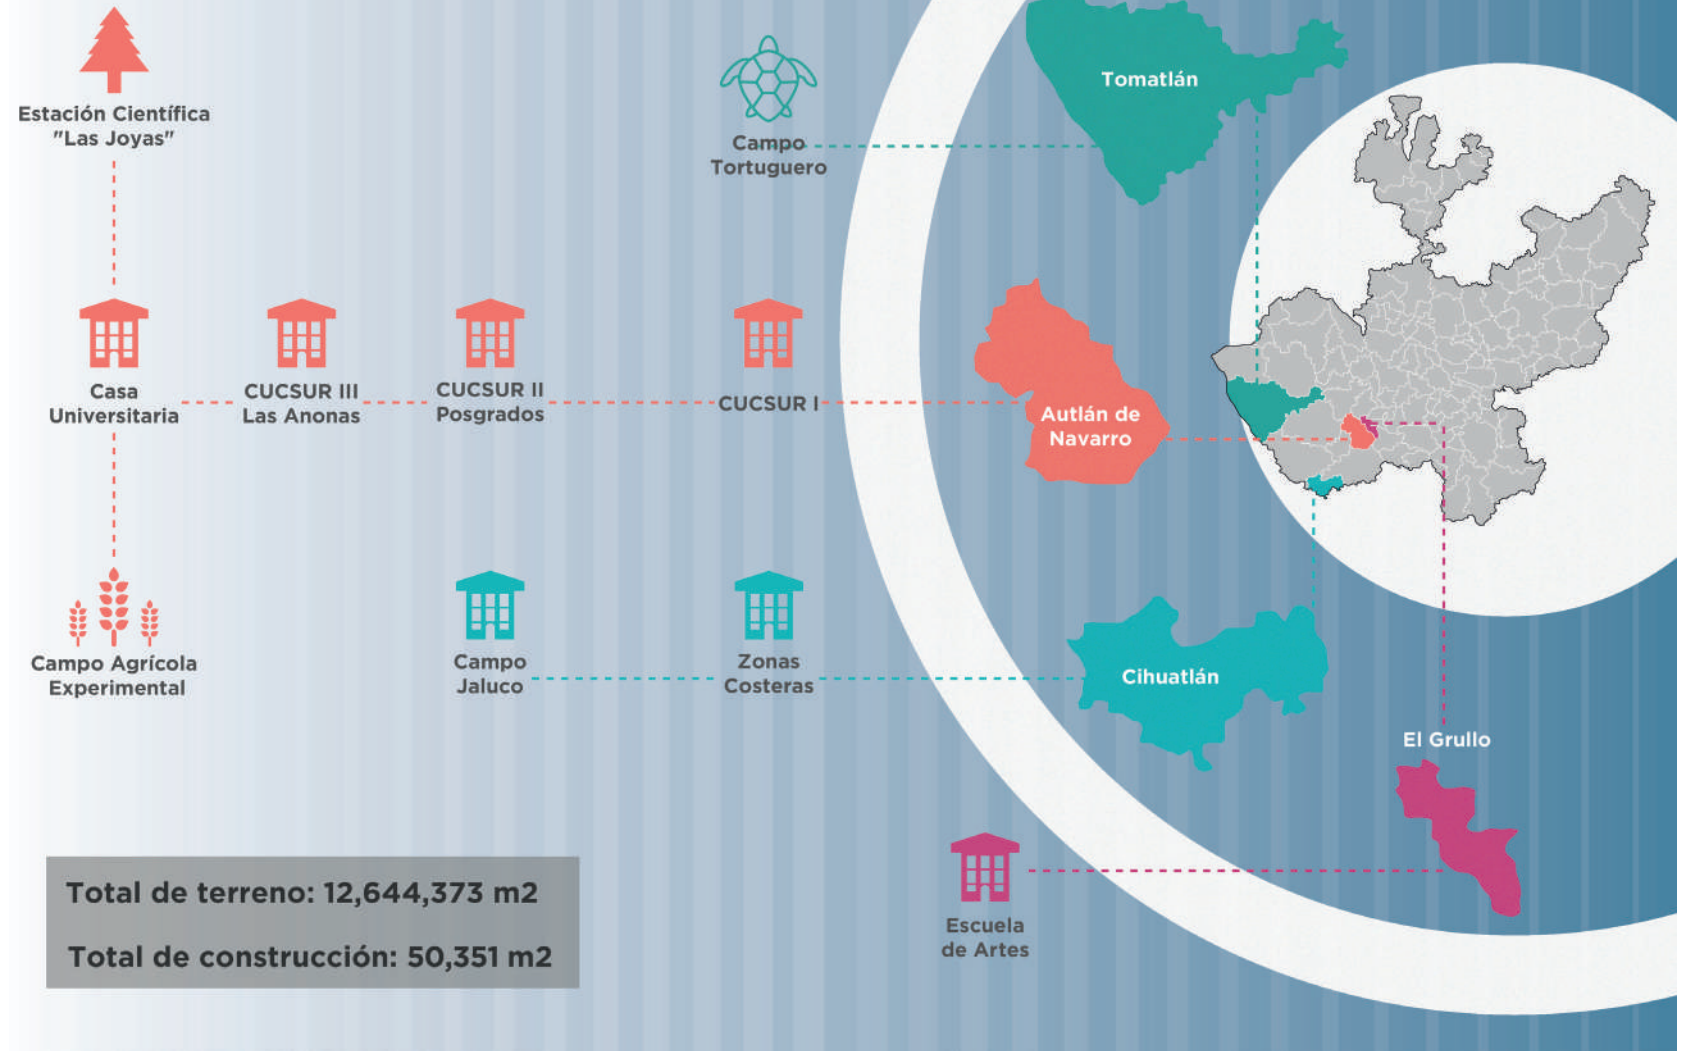 Estación Científica
"Las Joyas"
Campo
Tortuguero
Tomatlán
Casa
Universitaria
CUCSUR III
Las Anonas
CUCSUR II
Posgrados
CUCSUR I
Autlán de
Navarro
Campo Agrícola
Experimental
Campo
Jaluco
Zonas
Costeras
Cihuatlán
El Grullo
Escuela
de Artes
Total de terreno: 12,644,373 m2
Total de construcción: 50,351 m2